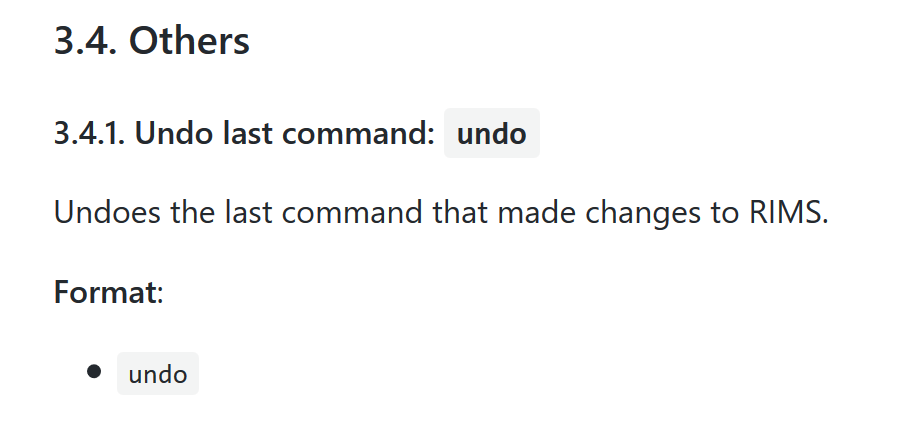 3.4. Others
3.4.1. Undo last command: undo
Undoes the last command that made changes to RIMS.
Format:
• undo